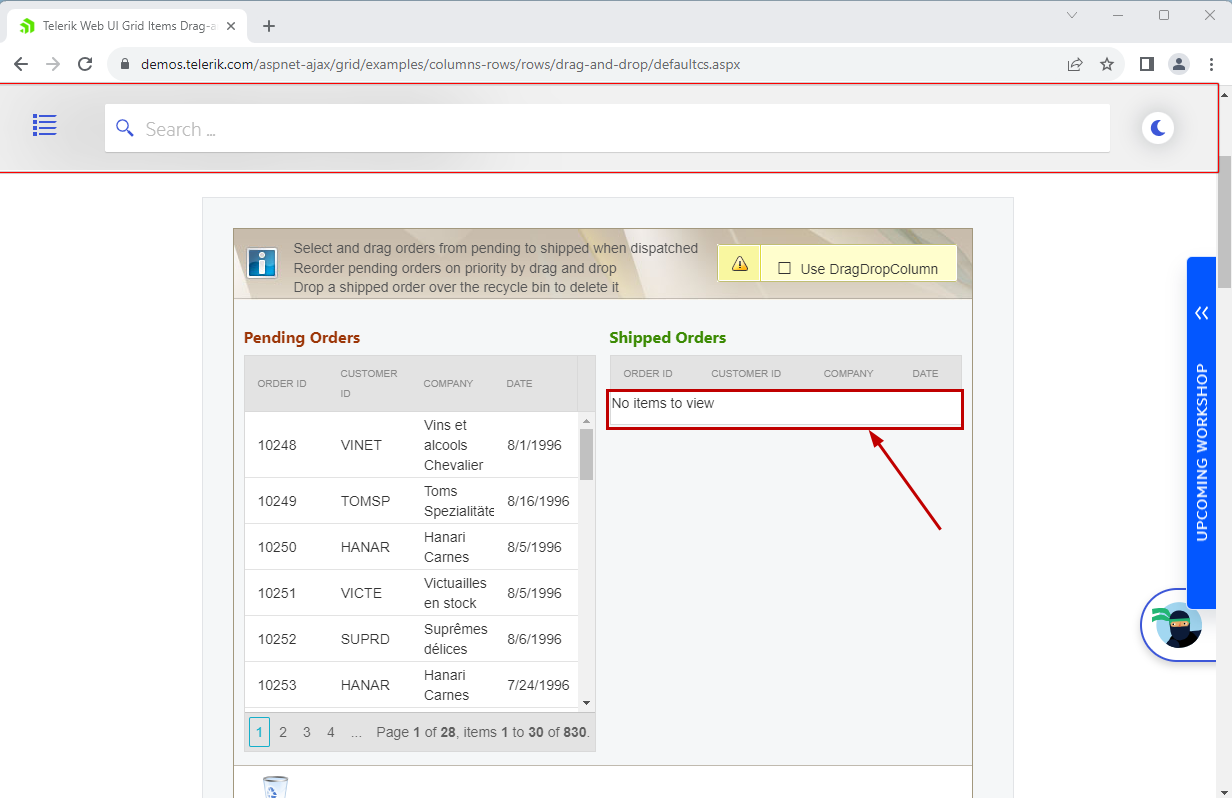 Telerik Web UI Grid Items Drag-a
demos.telerik.com/aspnet-ajax/grid/examples/columns-rows/rows/drag-and-drop/defaultcs.aspx
Search ...
Select and drag orders from pending to shipped when dispatched
Reorder pending orders on priority by drag and drop
Drop a shipped order over the recycle bin to delete it
Use DragDropColumn
Pending Orders
ORDER ID CUSTOMER ID COMPANY DATE
10248 VINET Vins et alcools Chevalier 8/1/1996
10249 TOMSP Toms Spezialitäte 8/16/1996
10250 HANAR Hanari Carnes 8/5/1996
10251 VICTE Victuailles en stock 8/5/1996
10252 SUPRD Suprêmes délices 8/6/1996
10253 HANAR Hanari Carnes 7/24/1996
1 2 3 4 ... Page 1 of 28, items 1 to 30 of 830.
Shipped Orders
ORDER ID CUSTOMER ID COMPANY DATE
No items to view
UPCOMING WORKSHOP